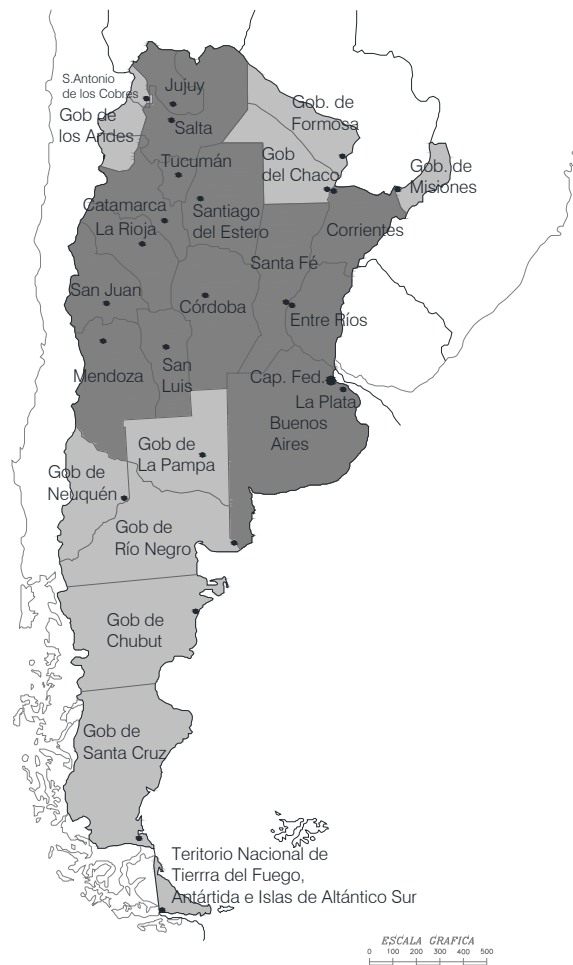 S.Antonio
de los Cobres
Jujuy
Gob de
los Andes
Salta
Gob. de
Formosa
Tucumán
Gob
del Chaco
Gob. de
Misiones
Catamarca
La Rioja
Santiago
del Estero
Corrientes
Santa Fé
San Juan
Córdoba
Entre Ríos
Mendoza
San
Luis
Cap. Fed.
La Plata
Buenos
Aires
Gob de
La Pampa
Gob de
Neuquén
Gob de
Río Negro
Gob de
Chubut
Gob de
Santa Cruz
Teritorio Nacional de
Tierrra del Fuego,
Antártida e Islas de Altántico Sur
ESCALA GRAFICA
0 100 200 300 400 500